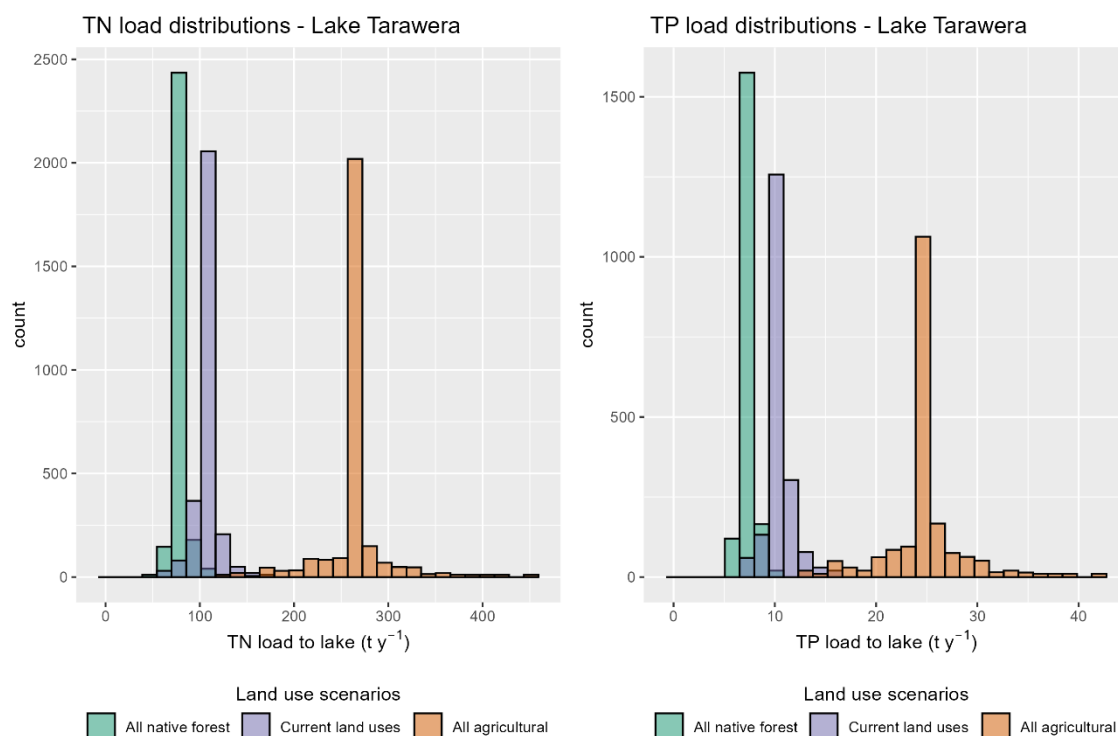 TN load distributions - Lake Tarawera
2500
2000
1500
1000
500
0
count
0 100 200 300 400
TN load to lake (t y⁻¹)
Land use scenarios
All native forest Current land uses All agricultural
TP load distributions - Lake Tarawera
1500
1000
500
0
count
0 10 20 30 40
TP load to lake (t y⁻¹)
Land use scenarios
All native forest Current land uses All agricultural